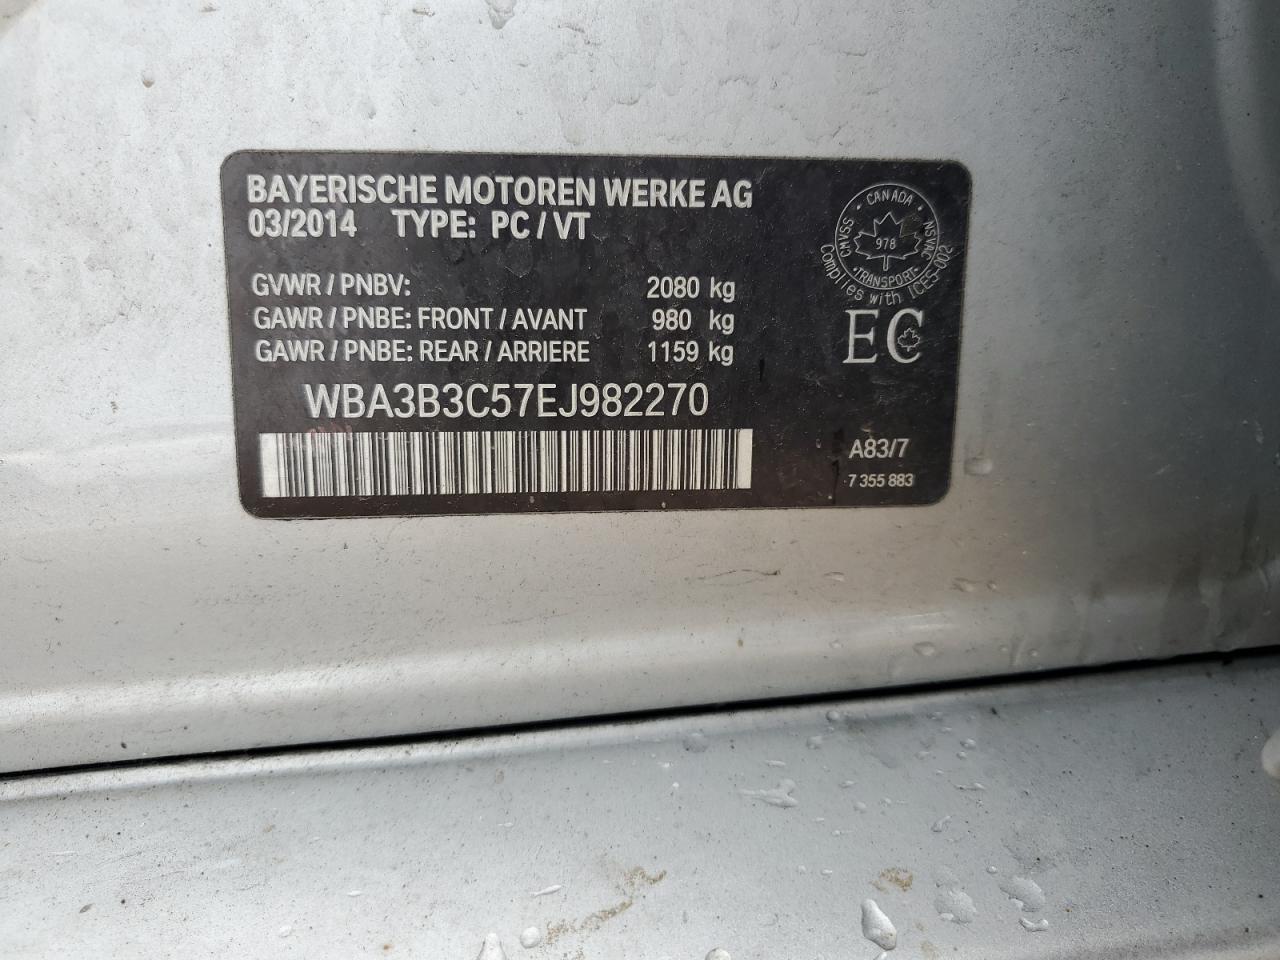 BAYERISCHE MOTOREN WERKE AG
03/2014 TYPE: PC / VT
GVWR / PNBV: 2080 kg
GAWR / PNBE: FRONT / AVANT 980 kg
GAWR / PNBE: REAR / ARRIERE 1159 kg
WBA3B3C57EJ982270
CANADA
CMVSS
NSVAC
978
TRANSPORT
Complies with ICES-002
EC
A83/7
7 355 883